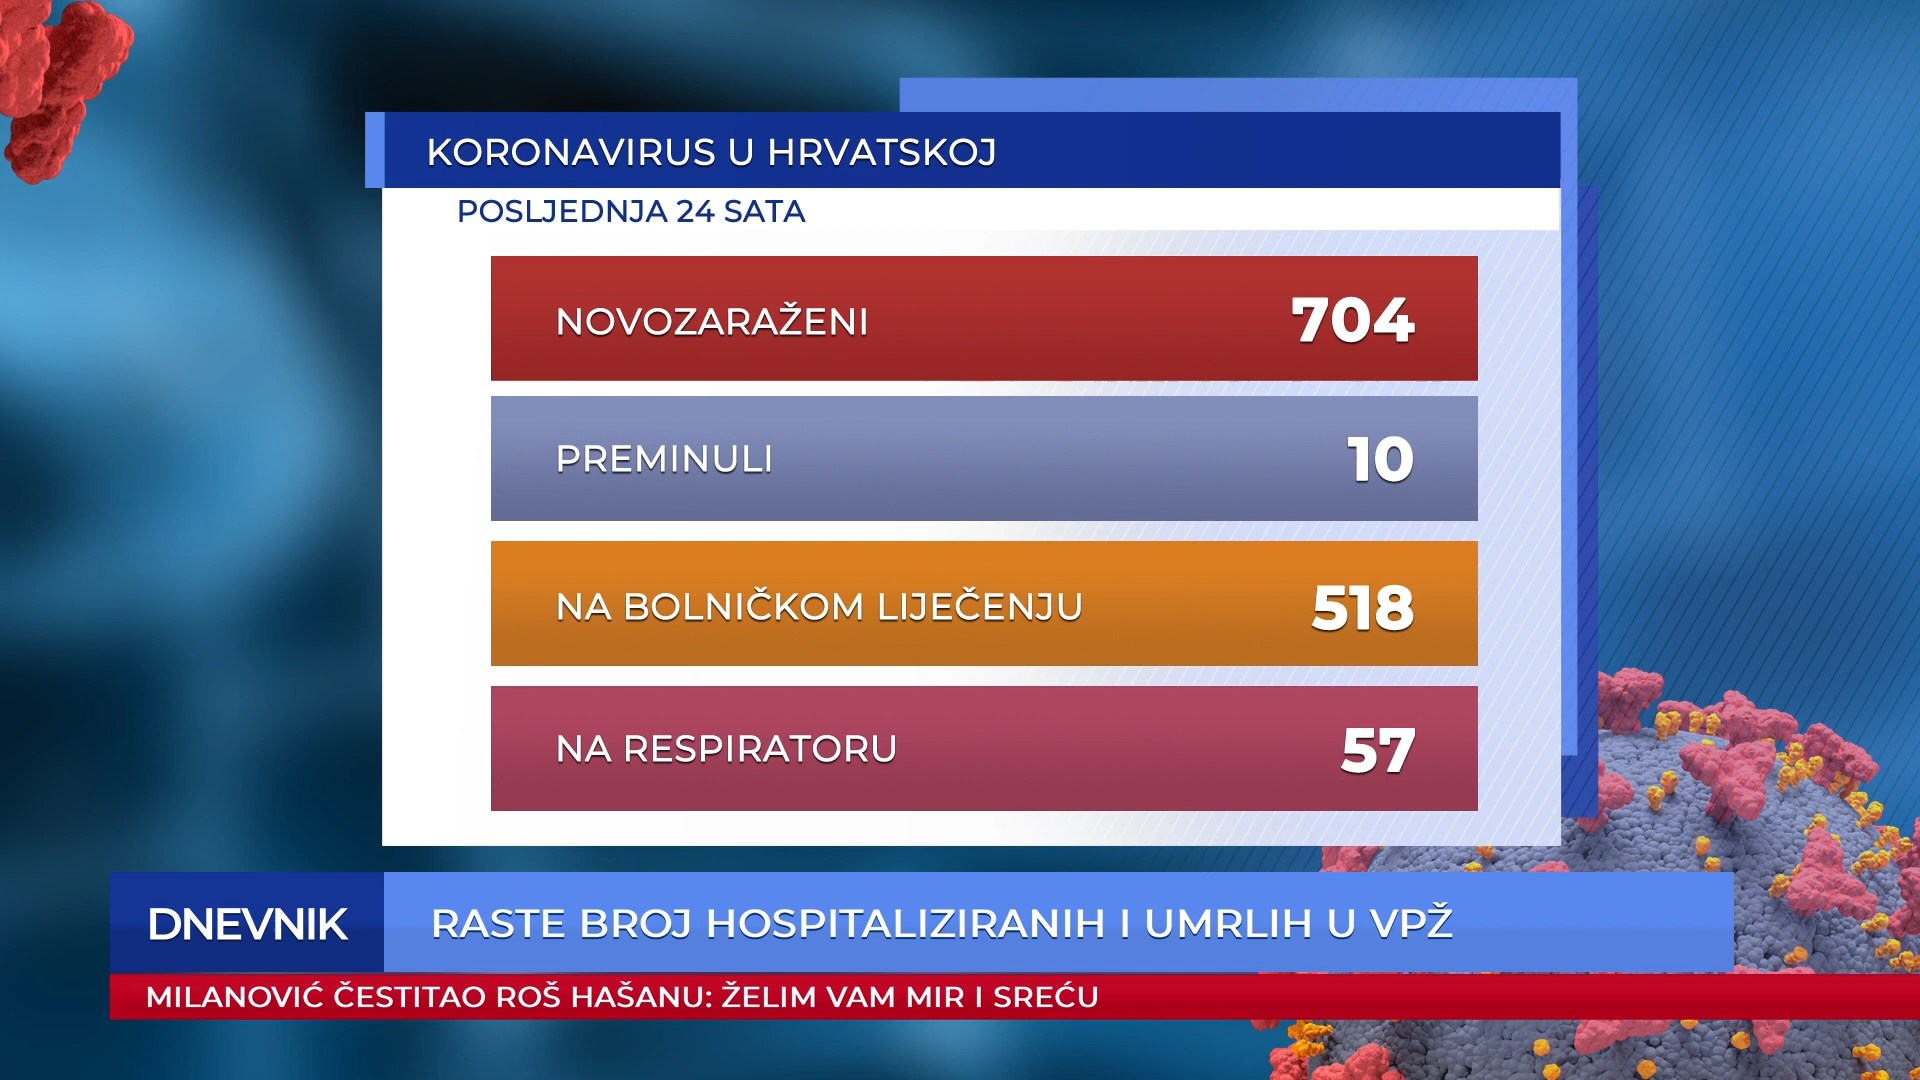 KORONAVIRUS U HRVATSKOJ
POSLJEDNJA 24 SATA
NOVOZARAŽENI 704
PREMINULI 10
NA BOLNIČKOM LIJEČENJU 518
NA RESPIRATORU 57
DNEVNIK RASTE BROJ HOSPITALIZIRANIH I UMRLIH U VPŽ
MILANOVIĆ ČESTITAO ROŠ HAŠANU: ŽELIM VAM MIR I SREĆU